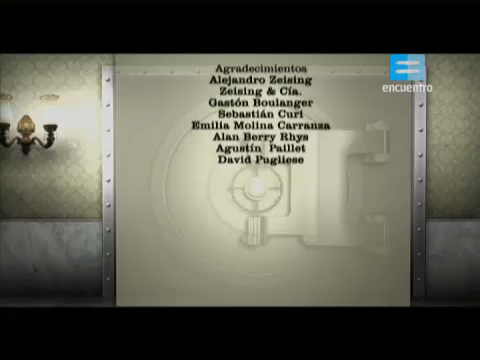 Agradecimientos
Alejandro Zeising
Zeising & Cía.
Gastón Boulanger
Sebastián Curi
Emilia Molina Carranza
Alan Berry Rhys
Agustín Paillet
David Pugliese
encuentro